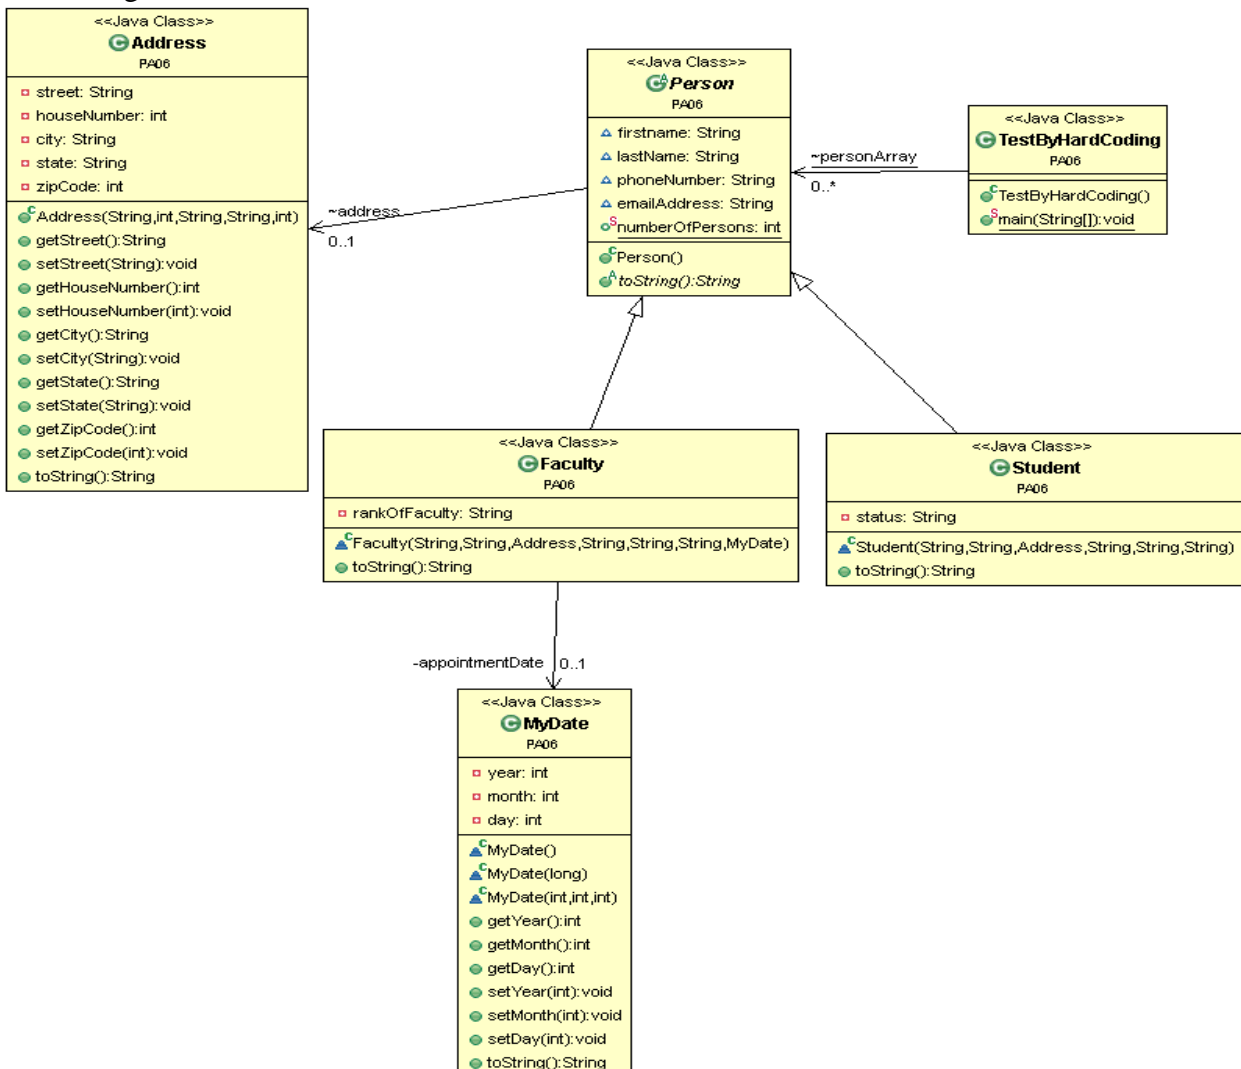 <<Java Class>>
Address
PA06
street: String
houseNumber: int
city: String
state: String
zipCode: int
Address(String,int,String,String,int)
getStreet():String
setStreet(String):void
getHouseNumber():int
setHouseNumber(int):void
getCity():String
setCity(String):void
getState():String
setState(String):void
getZipCode():int
setZipCode(int):void
toString():String
~address
0..1
<<Java Class>>
Person
PA06
firstname: String
lastName: String
phoneNumber: String
emailAddress: String
numberOfPersons: int
Person()
toString():String
~personArray
0..*
<<Java Class>>
TestByHardCoding
PA06
TestByHardCoding()
main(String[]):void
<<Java Class>>
Faculty
PA06
rankOfFaculty: String
Faculty(String,String,Address,String,String,String,MyDate)
toString():String
<<Java Class>>
Student
PA06
status: String
Student(String,String,Address,String,String,String)
toString():String
-appointmentDate
0..1
<<Java Class>>
MyDate
PA06
year: int
month: int
day: int
MyDate()
MyDate(long)
MyDate(int,int,int)
getYear():int
getMonth():int
getDay():int
setYear(int):void
setMonth(int):void
setDay(int):void
toString():String